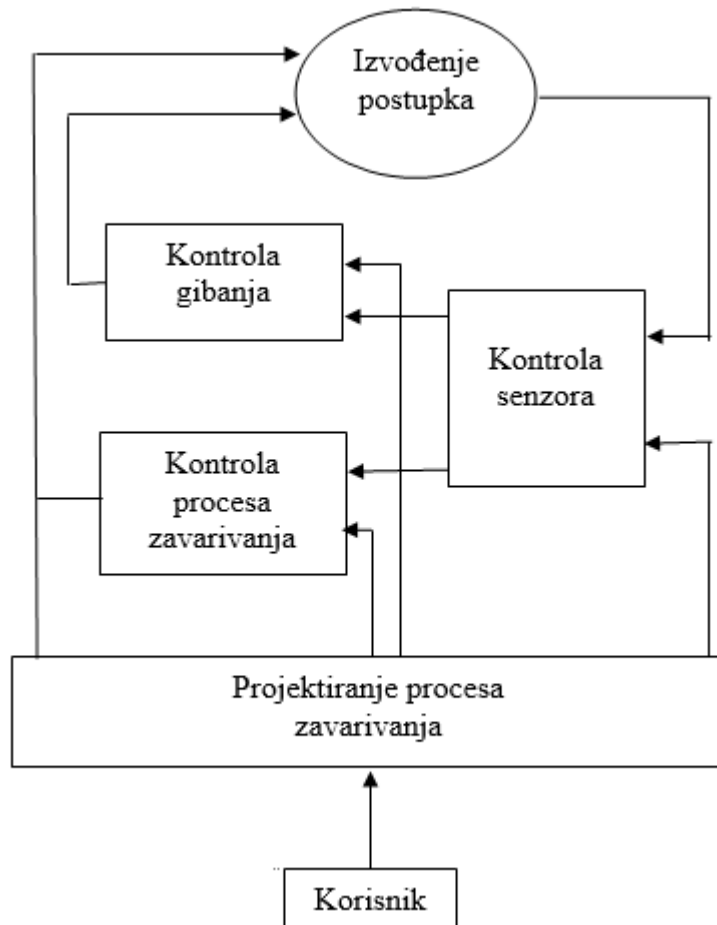 Izvođenje
postupka
Kontrola
gibanja
Kontrola
senzora
Kontrola
procesa
zavarivanja
Projektiranje procesa
zavarivanja
Korisnik